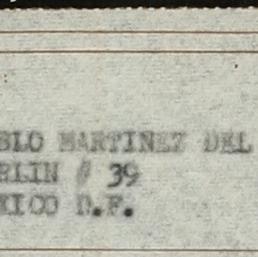 BLO MARTINEZ DEL
RLIN # 39
XICO D.F.